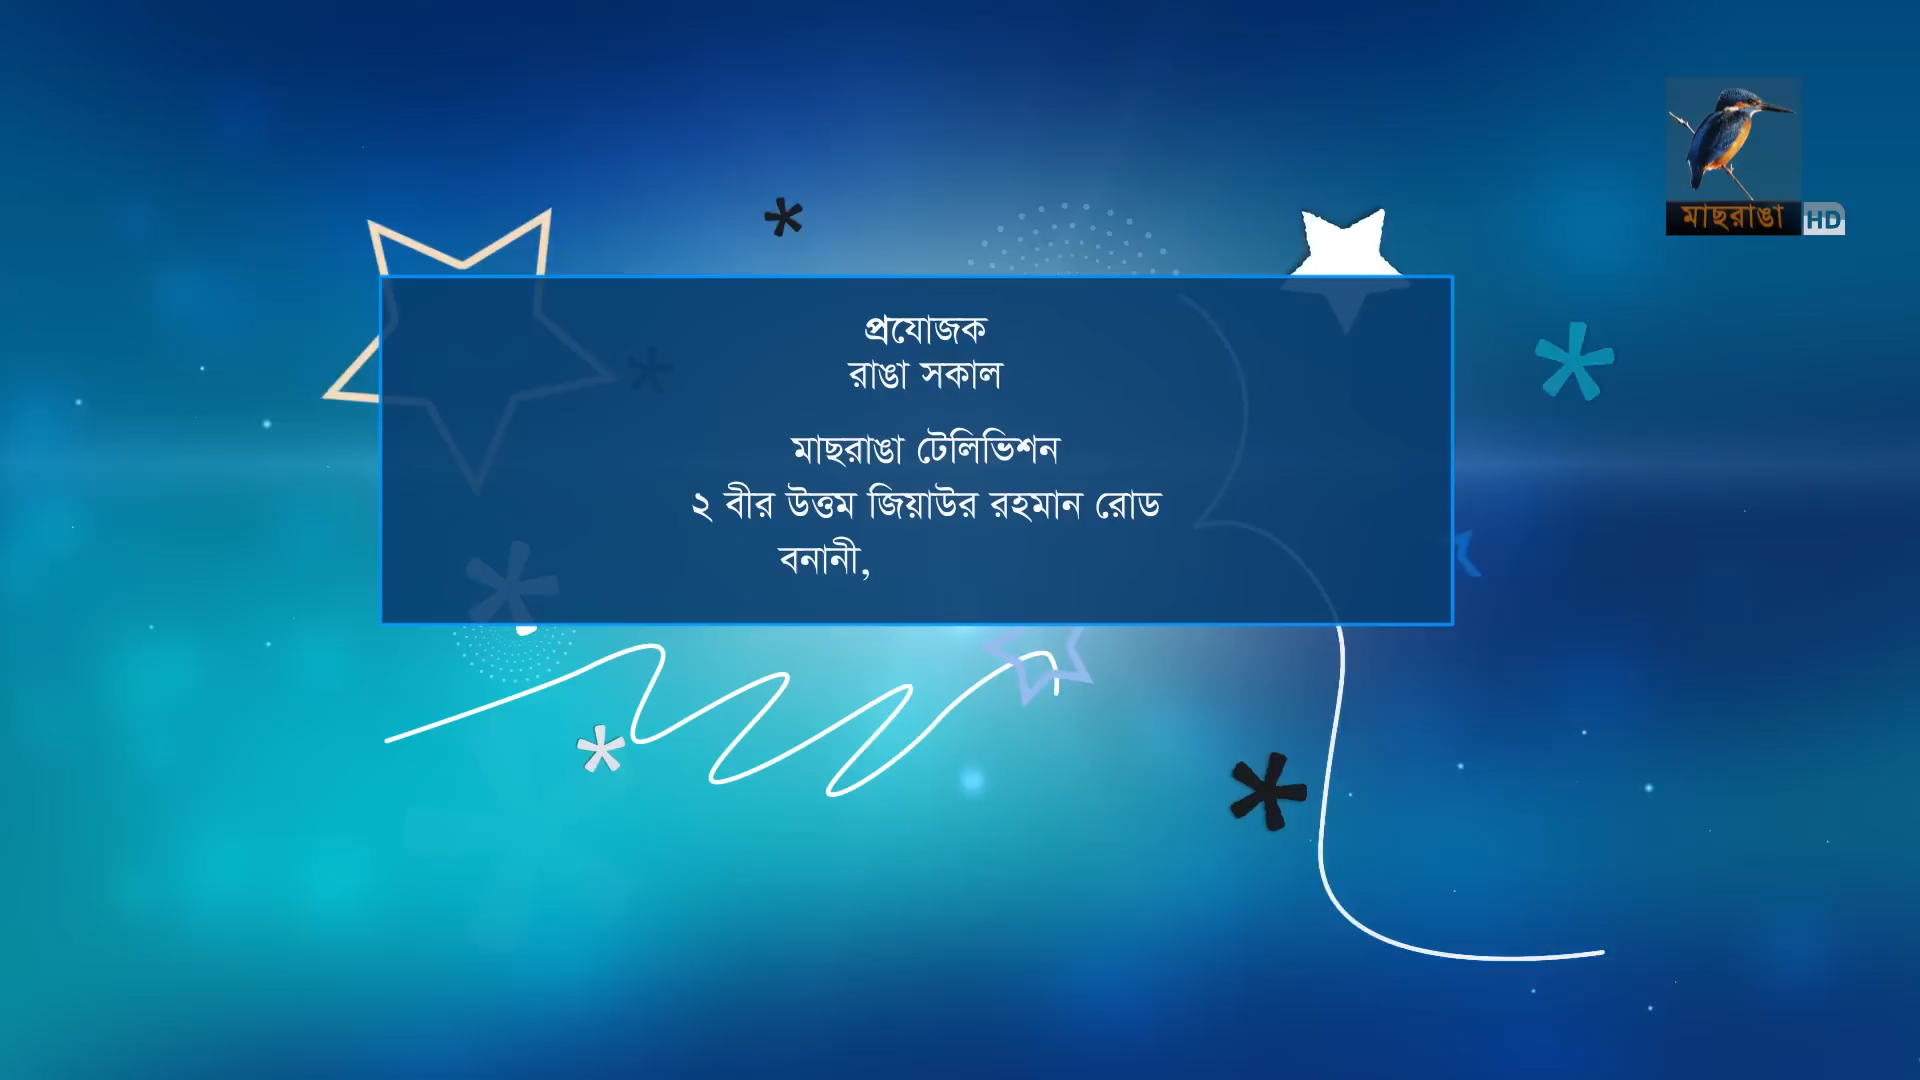 মাছরাঙা HD
প্রযোজক
রাঙা সকাল
মাছরাঙা টেলিভিশন
২ বীর উত্তম জিয়াউর রহমান রোড
বনানী,